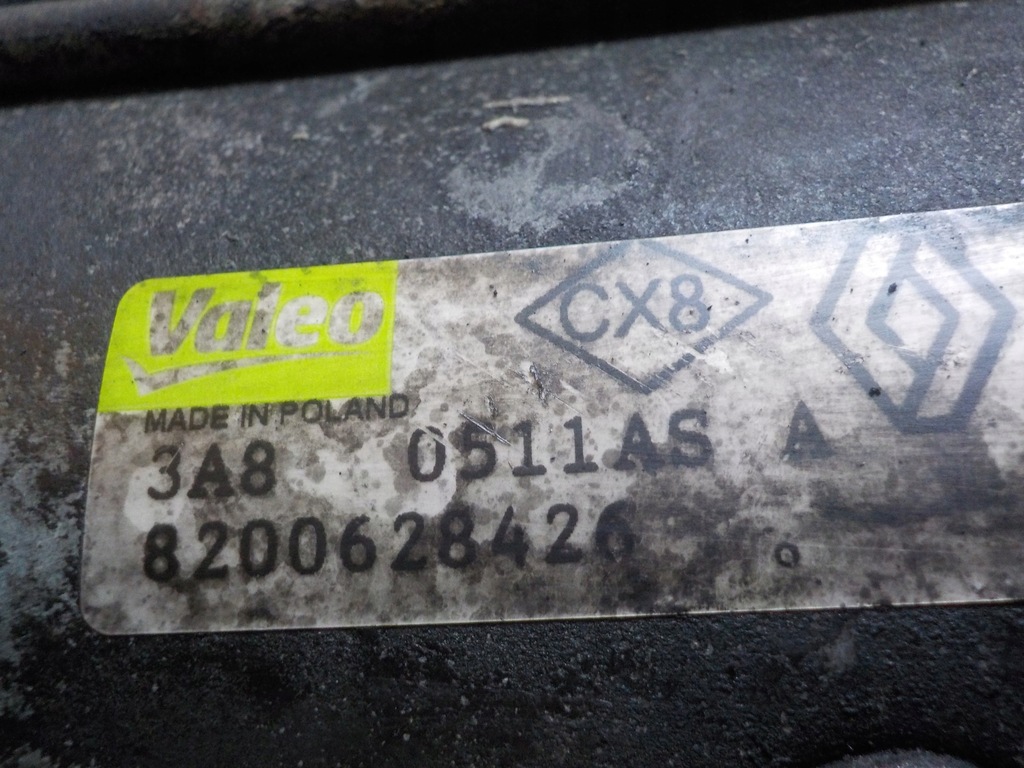 Valeo
CX8
MADE IN POLAND
3A8 0511AS A
8200628426 o